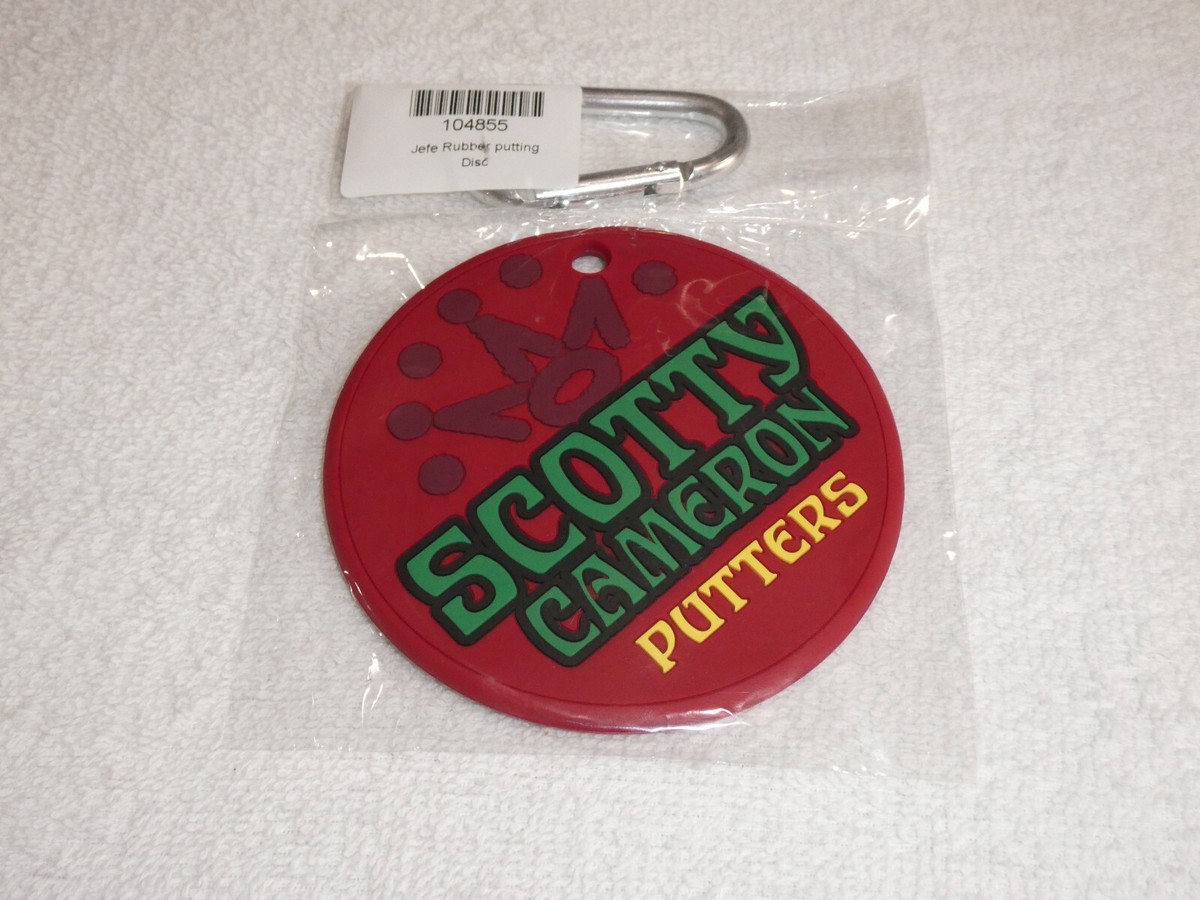 104855
Jefe Rubber putting
Disc
SCOTTY
CAMERON
PUTTERS